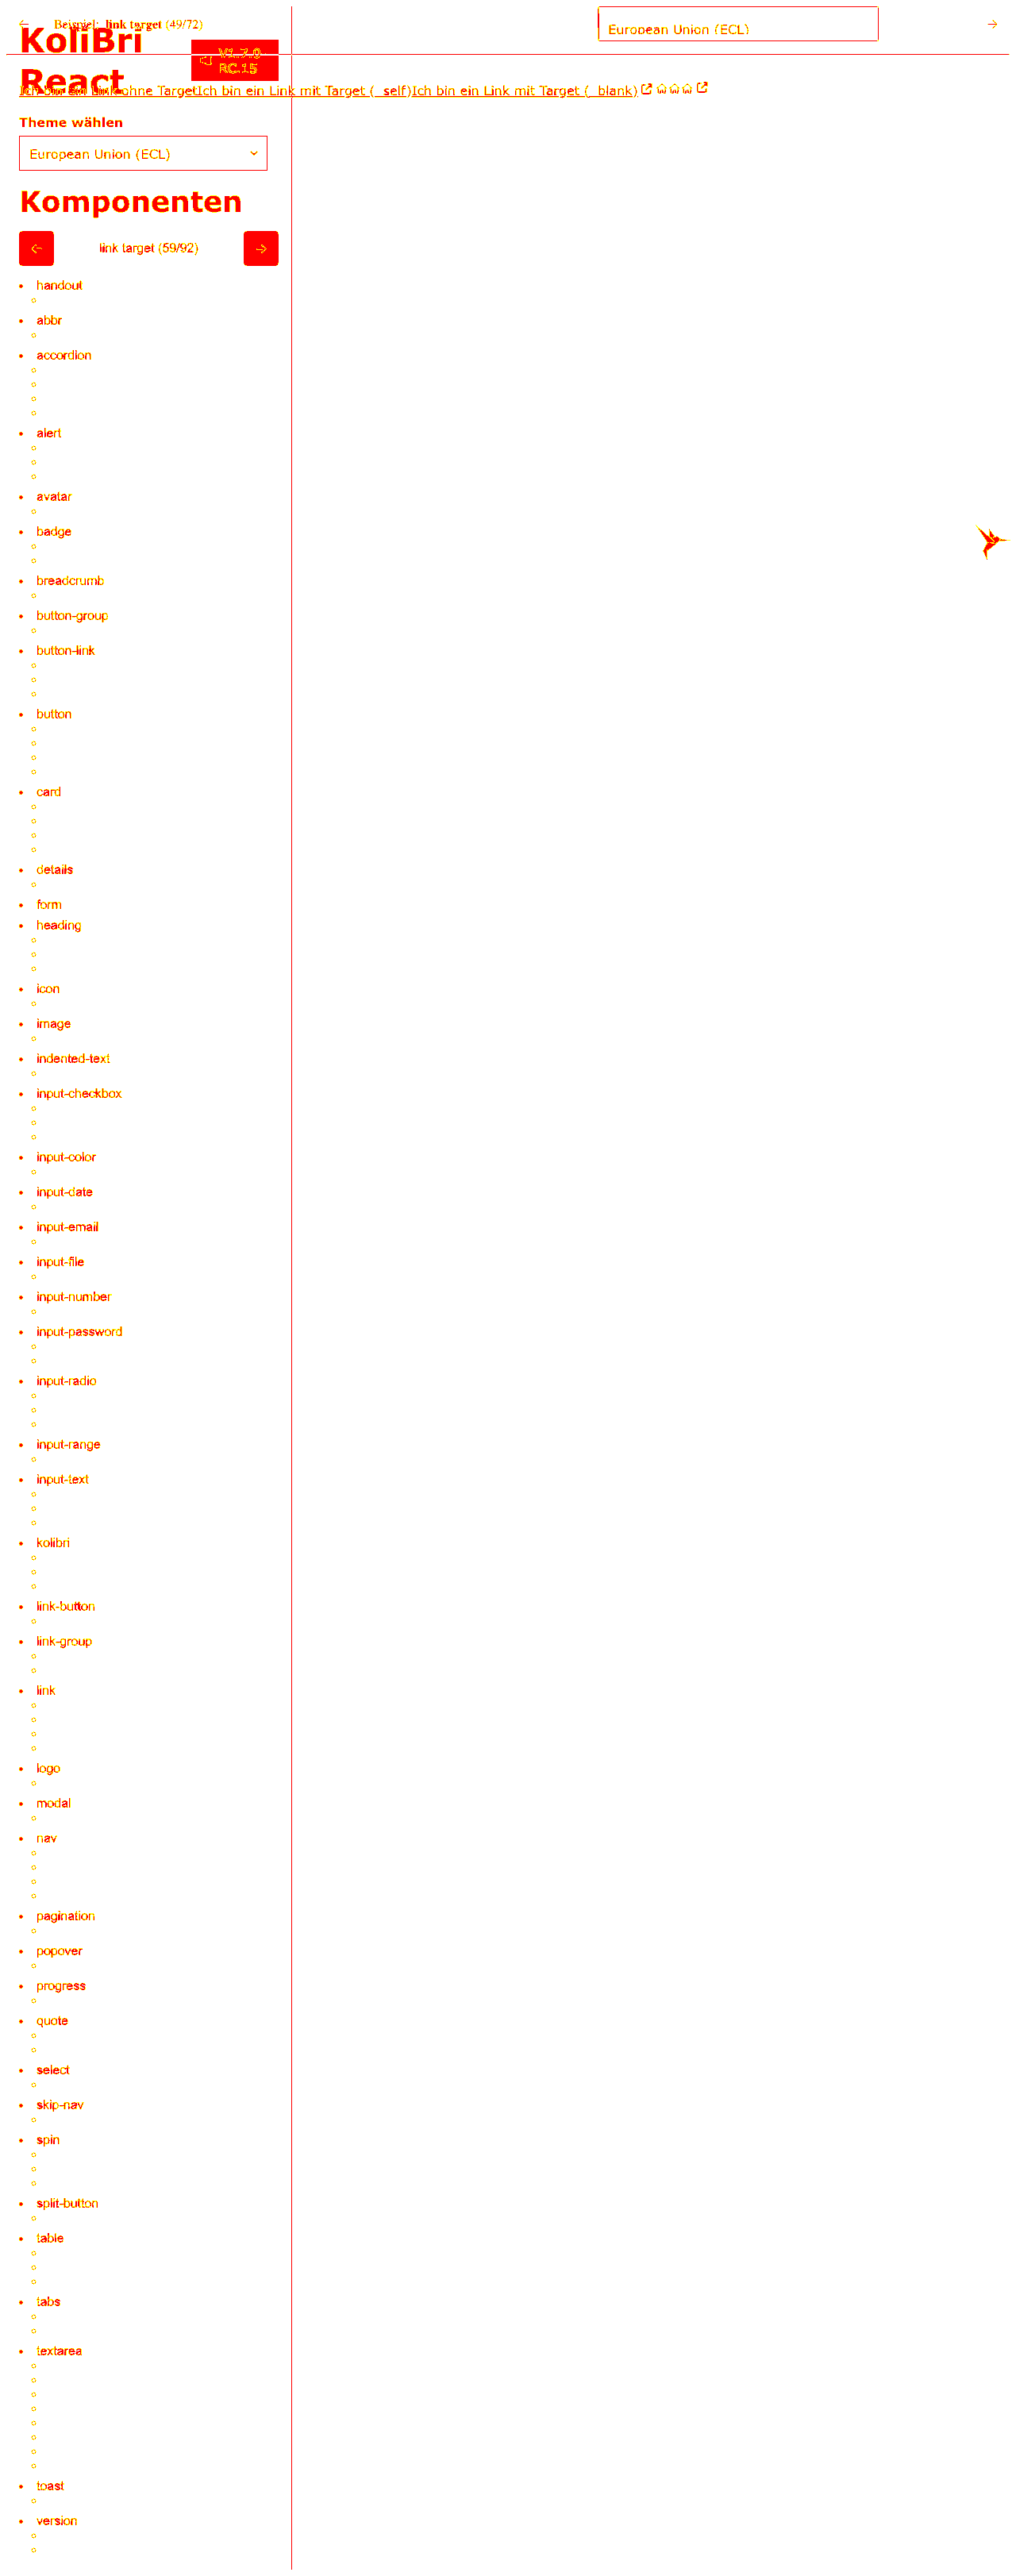 Beispiel: link target (49/72)
European Union (ECL)
KoliBri
React
V1.7.0
RC.15
Ich bin ein Link ohne TargetIch bin ein Link mit Target (_self)Ich bin ein Link mit Target (_blank)
Theme wählen
European Union (ECL)
Komponenten
link target (59/92)
handout
abbr
accordion
alert
avatar
badge
breadcrumb
button-group
button-link
button
card
details
form
heading
icon
image
indented-text
input-checkbox
input-color
input-date
input-email
input-file
input-number
input-password
input-radio
input-range
input-text
kolibri
link-button
link-group
link
logo
modal
nav
pagination
popover
progress
quote
select
skip-nav
spin
split-button
table
tabs
textarea
toast
version